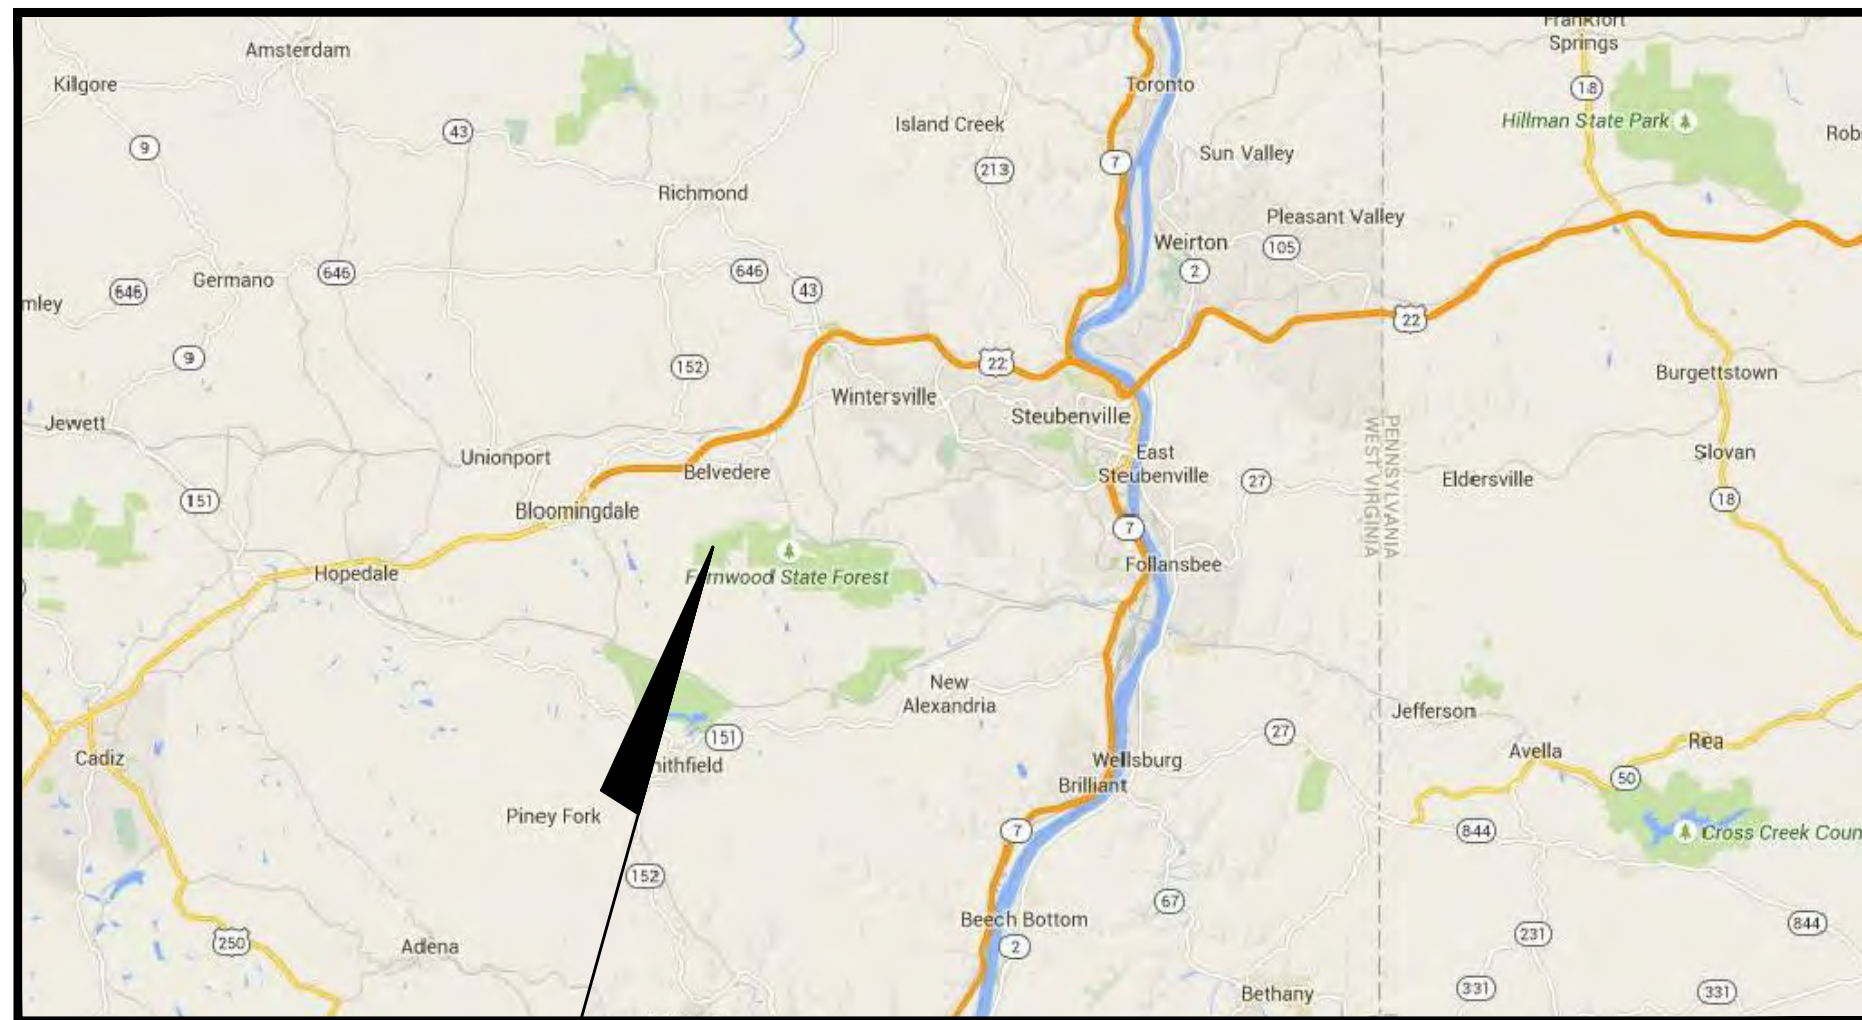 Frankfort
Springs
Amsterdam
Kilgore
Toronto
18
Island Creek
Hillman State Park
43
Rob
9
Sun Valley
7
213
Richmond
Pleasant Valley
Weirton
105
646
646
2
Germano
646
43
mley
22
9
22
152
Burgettstown
Wintersville
Steubenville
Jewett
PENNSYLVANIA
WEST VIRGINIA
East
Steubenville
Slovan
Unionport
Belvedere
27
Eldersville
151
18
Bloomingdale
7
Follansbee
Hopedale
Fernwood State Forest
New
Alexandria
Jefferson
151
27
Rea
Avella
Cadiz
Wellsburg
ithfield
50
Brilliant
Piney Fork
7
844
Cross Creek Coun
152
67
Beech Bottom
844
231
250
Adena
2
Bethany
331
331